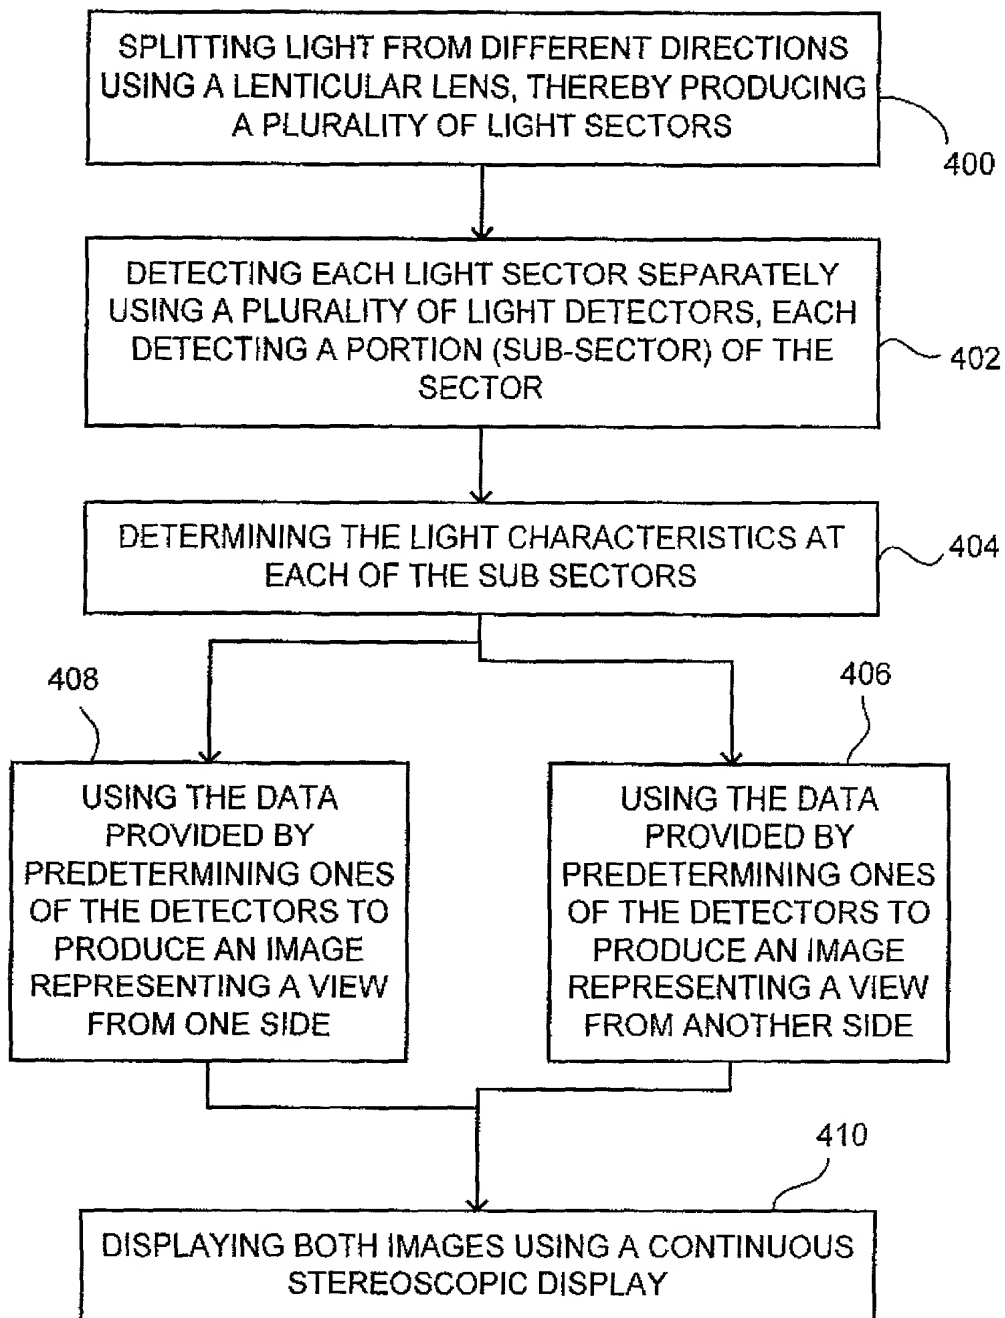 SPLITTING LIGHT FROM DIFFERENT DIRECTIONS
USING A LENTICULAR LENS, THEREBY PRODUCING
A PLURALITY OF LIGHT SECTORS
400
DETECTING EACH LIGHT SECTOR SEPARATELY
USING A PLURALITY OF LIGHT DETECTORS, EACH
DETECTING A PORTION (SUB-SECTOR) OF THE
SECTOR
402
DETERMINING THE LIGHT CHARACTERISTICS AT
EACH OF THE SUB SECTORS
404
408
USING THE DATA
PROVIDED BY
PREDETERMINING ONES
OF THE DETECTORS TO
PRODUCE AN IMAGE
REPRESENTING A VIEW
FROM ONE SIDE
406
USING THE DATA
PROVIDED BY
PREDETERMINING ONES
OF THE DETECTORS TO
PRODUCE AN IMAGE
REPRESENTING A VIEW
FROM ANOTHER SIDE
410
DISPLAYING BOTH IMAGES USING A CONTINUOUS
STEREOSCOPIC DISPLAY